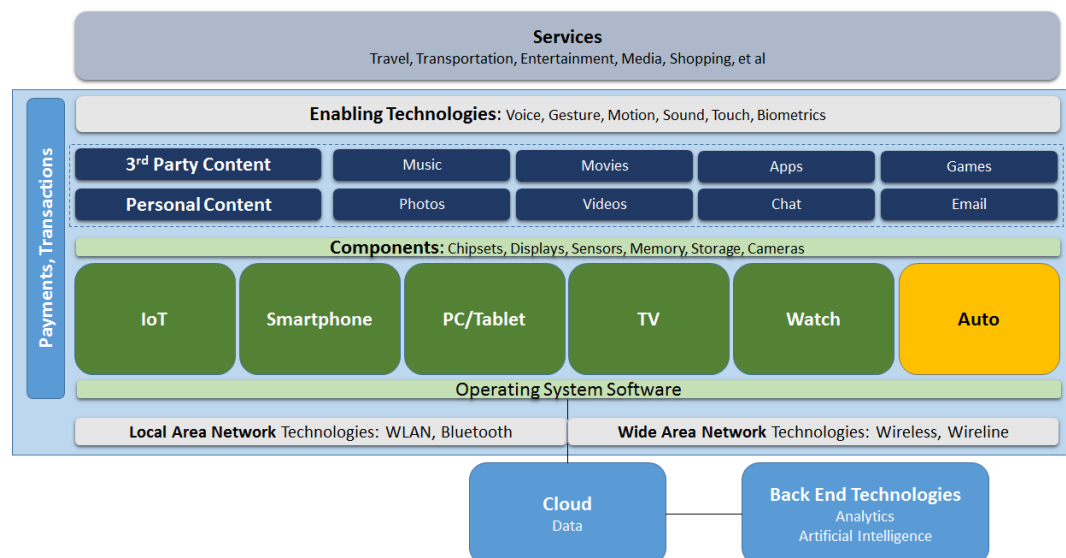 Services
Travel, Transportation, Entertainment, Media, Shopping, et al
Payments, Transactions
Enabling Technologies: Voice, Gesture, Motion, Sound, Touch, Biometrics
3rd Party Content
Music
Movies
Apps
Games
Personal Content
Photos
Videos
Chat
Email
Components: Chipsets, Displays, Sensors, Memory, Storage, Cameras
IoT
Smartphone
PC/Tablet
TV
Watch
Auto
Operating System Software
Local Area Network Technologies: WLAN, Bluetooth
Wide Area Network Technologies: Wireless, Wireline
Cloud
Data
Back End Technologies
Analytics
Artificial Intelligence